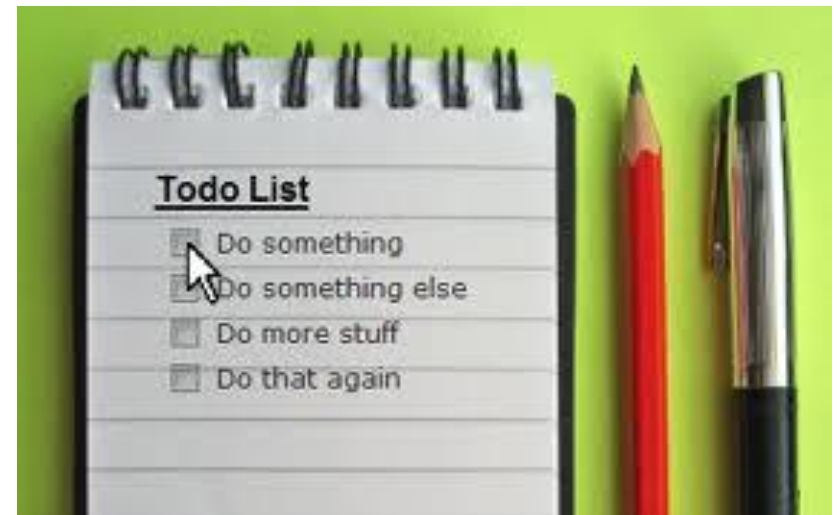 Todo List
Do something
Do something else
Do more stuff
Do that again